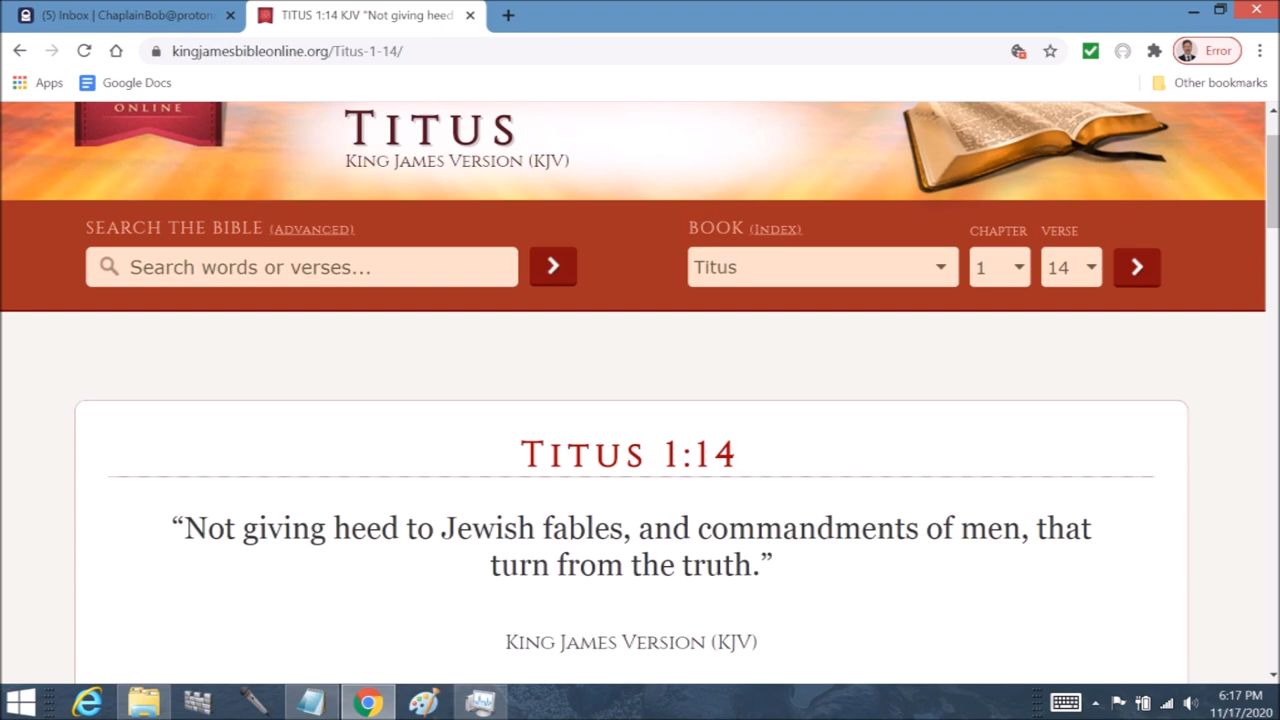 (5) Inbox | ChaplainBob@proton
TITUS 1:14 KJV "Not giving heed
kingjamesbibleonline.org/Titus-1-14/
Error
Apps
Google Docs
Other bookmarks
ONLINE
TITUS
KING JAMES VERSION (KJV)
SEARCH THE BIBLE (ADVANCED)
BOOK (INDEX)
CHAPTER
VERSE
Search words or verses...
Titus
1
14
TITUS 1:14
“Not giving heed to Jewish fables, and commandments of men, that
turn from the truth.”
KING JAMES VERSION (KJV)
6:17 PM
11/17/2020